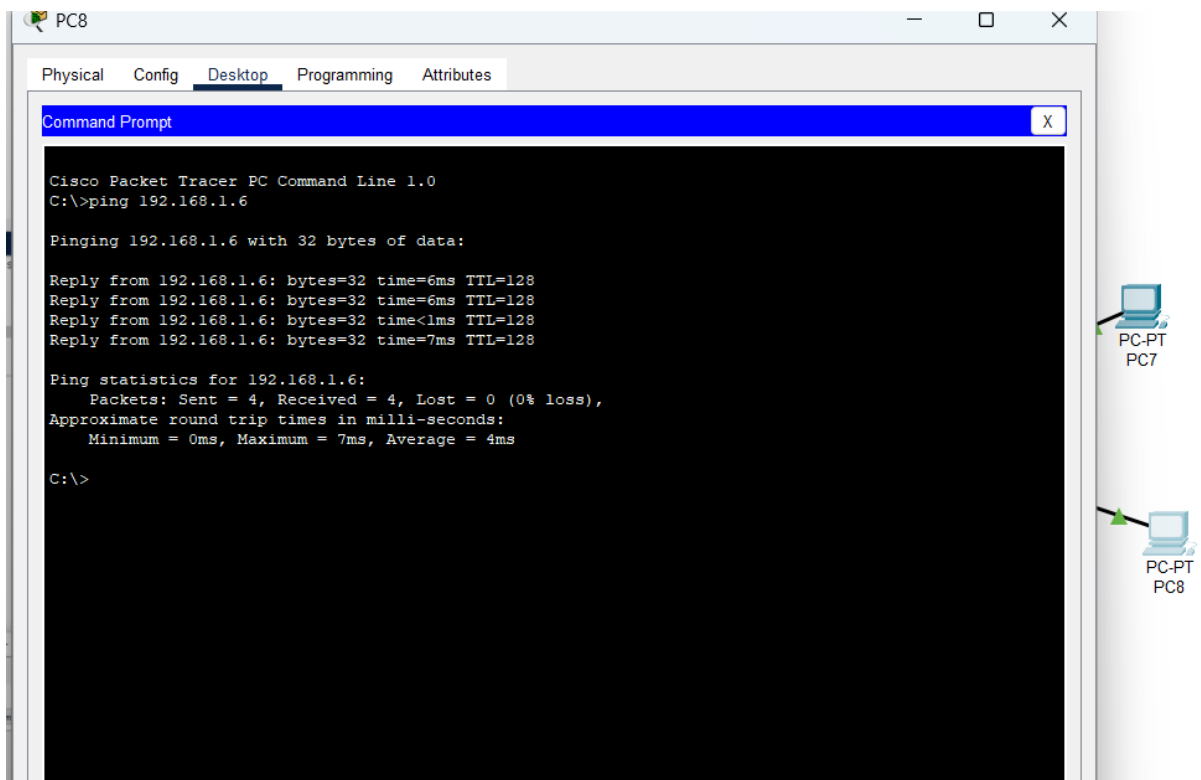 PC8
Physical Config Desktop Programming Attributes
Command Prompt
X
Cisco Packet Tracer PC Command Line 1.0
C:\>ping 192.168.1.6
Pinging 192.168.1.6 with 32 bytes of data:
Reply from 192.168.1.6: bytes=32 time=6ms TTL=128
Reply from 192.168.1.6: bytes=32 time=6ms TTL=128
Reply from 192.168.1.6: bytes=32 time<1ms TTL=128
Reply from 192.168.1.6: bytes=32 time=7ms TTL=128
Ping statistics for 192.168.1.6:
Packets: Sent = 4, Received = 4, Lost = 0 (0% loss),
Approximate round trip times in milli-seconds:
Minimum = 0ms, Maximum = 7ms, Average = 4ms
C:\>
PC-PT
PC7
PC-PT
PC8